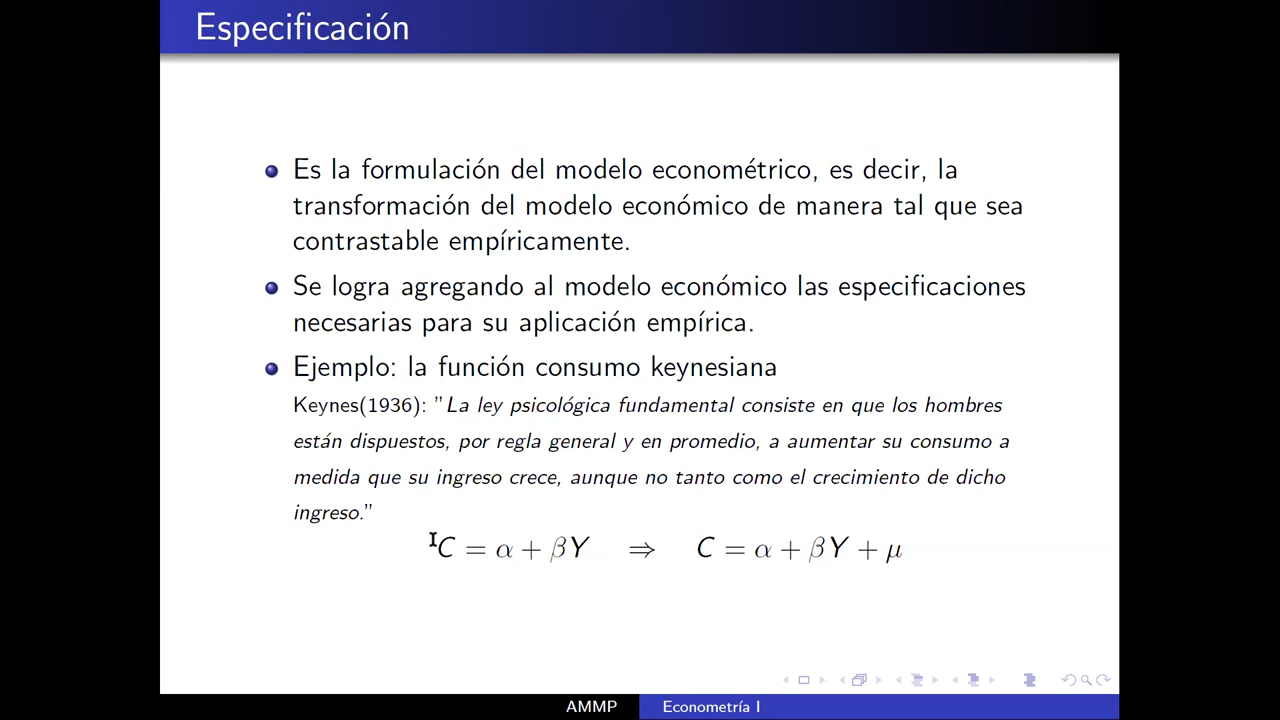 Especificación
Es la formulación del modelo econométrico, es decir, la
transformación del modelo económico de manera tal que sea
contrastable empíricamente.
Se logra agregando al modelo económico las especificaciones
necesarias para su aplicación empírica.
Ejemplo: la función consumo keynesiana
Keynes(1936): ”La ley psicológica fundamental consiste en que los hombres
están dispuestos, por regla general y en promedio, a aumentar su consumo a
medida que su ingreso crece, aunque no tanto como el crecimiento de dicho
ingreso.”
C = α + βY ⇒ C = α + βY + μ
AMMP Econometría I